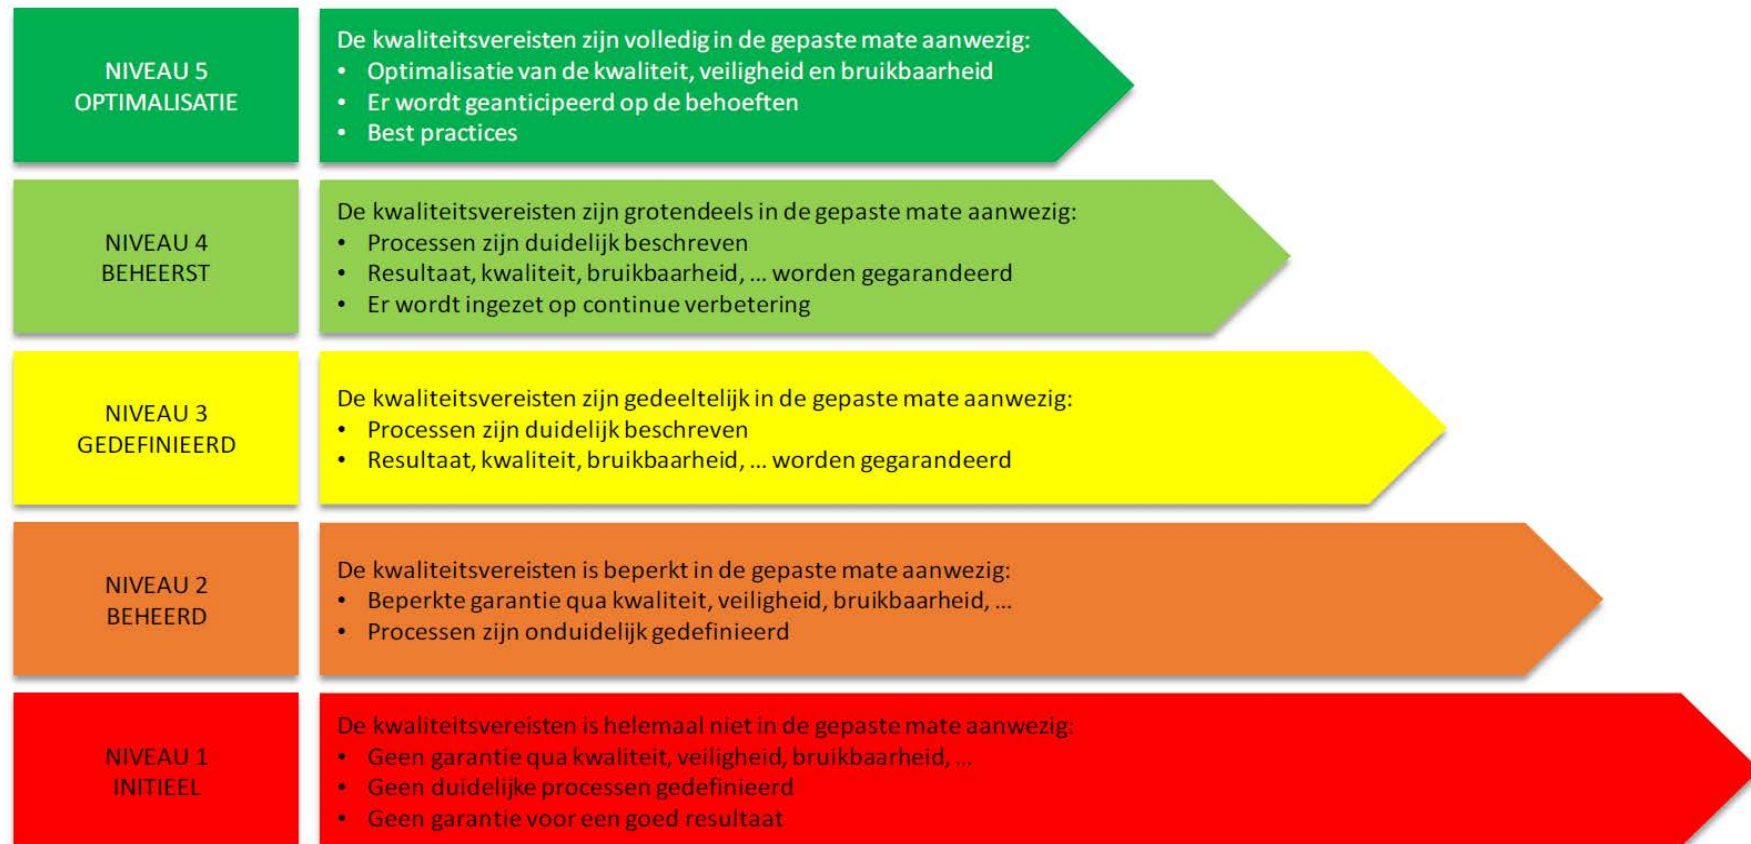 NIVEAU 5
OPTIMALISATIE
De kwaliteitsvereisten zijn volledig in de gepaste mate aanwezig:
• Optimalisatie van de kwaliteit, veiligheid en bruikbaarheid
• Er wordt geanticipeerd op de behoeften
• Best practices
NIVEAU 4
BEHEERST
De kwaliteitsvereisten zijn grotendeels in de gepaste mate aanwezig:
• Processen zijn duidelijk beschreven
• Resultaat, kwaliteit, bruikbaarheid, ... worden gegarandeerd
• Er wordt ingezet op continue verbetering
NIVEAU 3
GEDEFINIEERD
De kwaliteitsvereisten zijn gedeeltelijk in de gepaste mate aanwezig:
• Processen zijn duidelijk beschreven
• Resultaat, kwaliteit, bruikbaarheid, ... worden gegarandeerd
NIVEAU 2
BEHEERD
De kwaliteitsvereisten is beperkt in de gepaste mate aanwezig:
• Beperkte garantie qua kwaliteit, veiligheid, bruikbaarheid, ...
• Processen zijn onduidelijk gedefinieerd
NIVEAU 1
INITIEEL
De kwaliteitsvereisten is helemaal niet in de gepaste mate aanwezig:
• Geen garantie qua kwaliteit, veiligheid, bruikbaarheid, ...
• Geen duidelijke processen gedefinieerd
• Geen garantie voor een goed resultaat